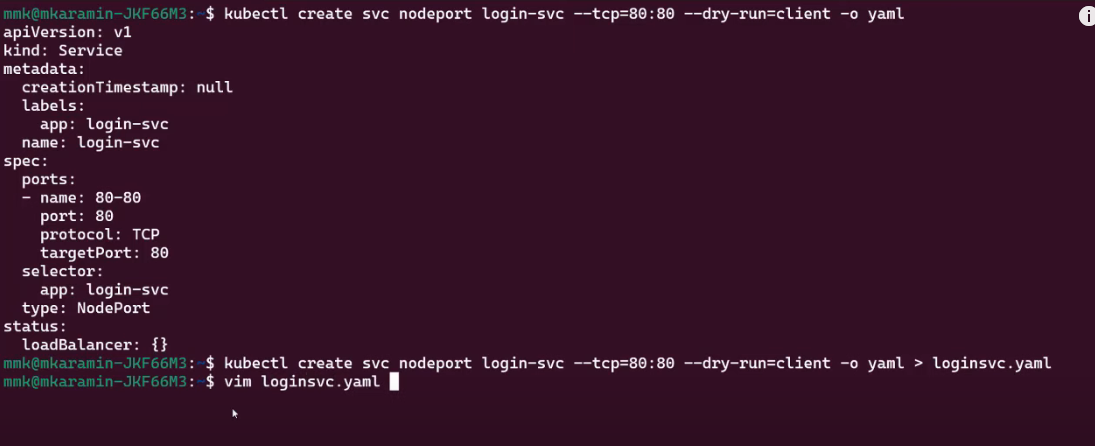 mmk@mkaramin-JKF66M3:~$ kubectl create svc nodeport login-svc --tcp=80:80 --dry-run=client -o yaml
apiVersion: v1
kind: Service
metadata:
  creationTimestamp: null
  labels:
    app: login-svc
  name: login-svc
spec:
  ports:
  - name: 80-80
    port: 80
    protocol: TCP
    targetPort: 80
  selector:
    app: login-svc
  type: NodePort
status:
  loadBalancer: {}
mmk@mkaramin-JKF66M3:~$ kubectl create svc nodeport login-svc --tcp=80:80 --dry-run=client -o yaml > loginsvc.yaml
mmk@mkaramin-JKF66M3:~$ vim loginsvc.yaml